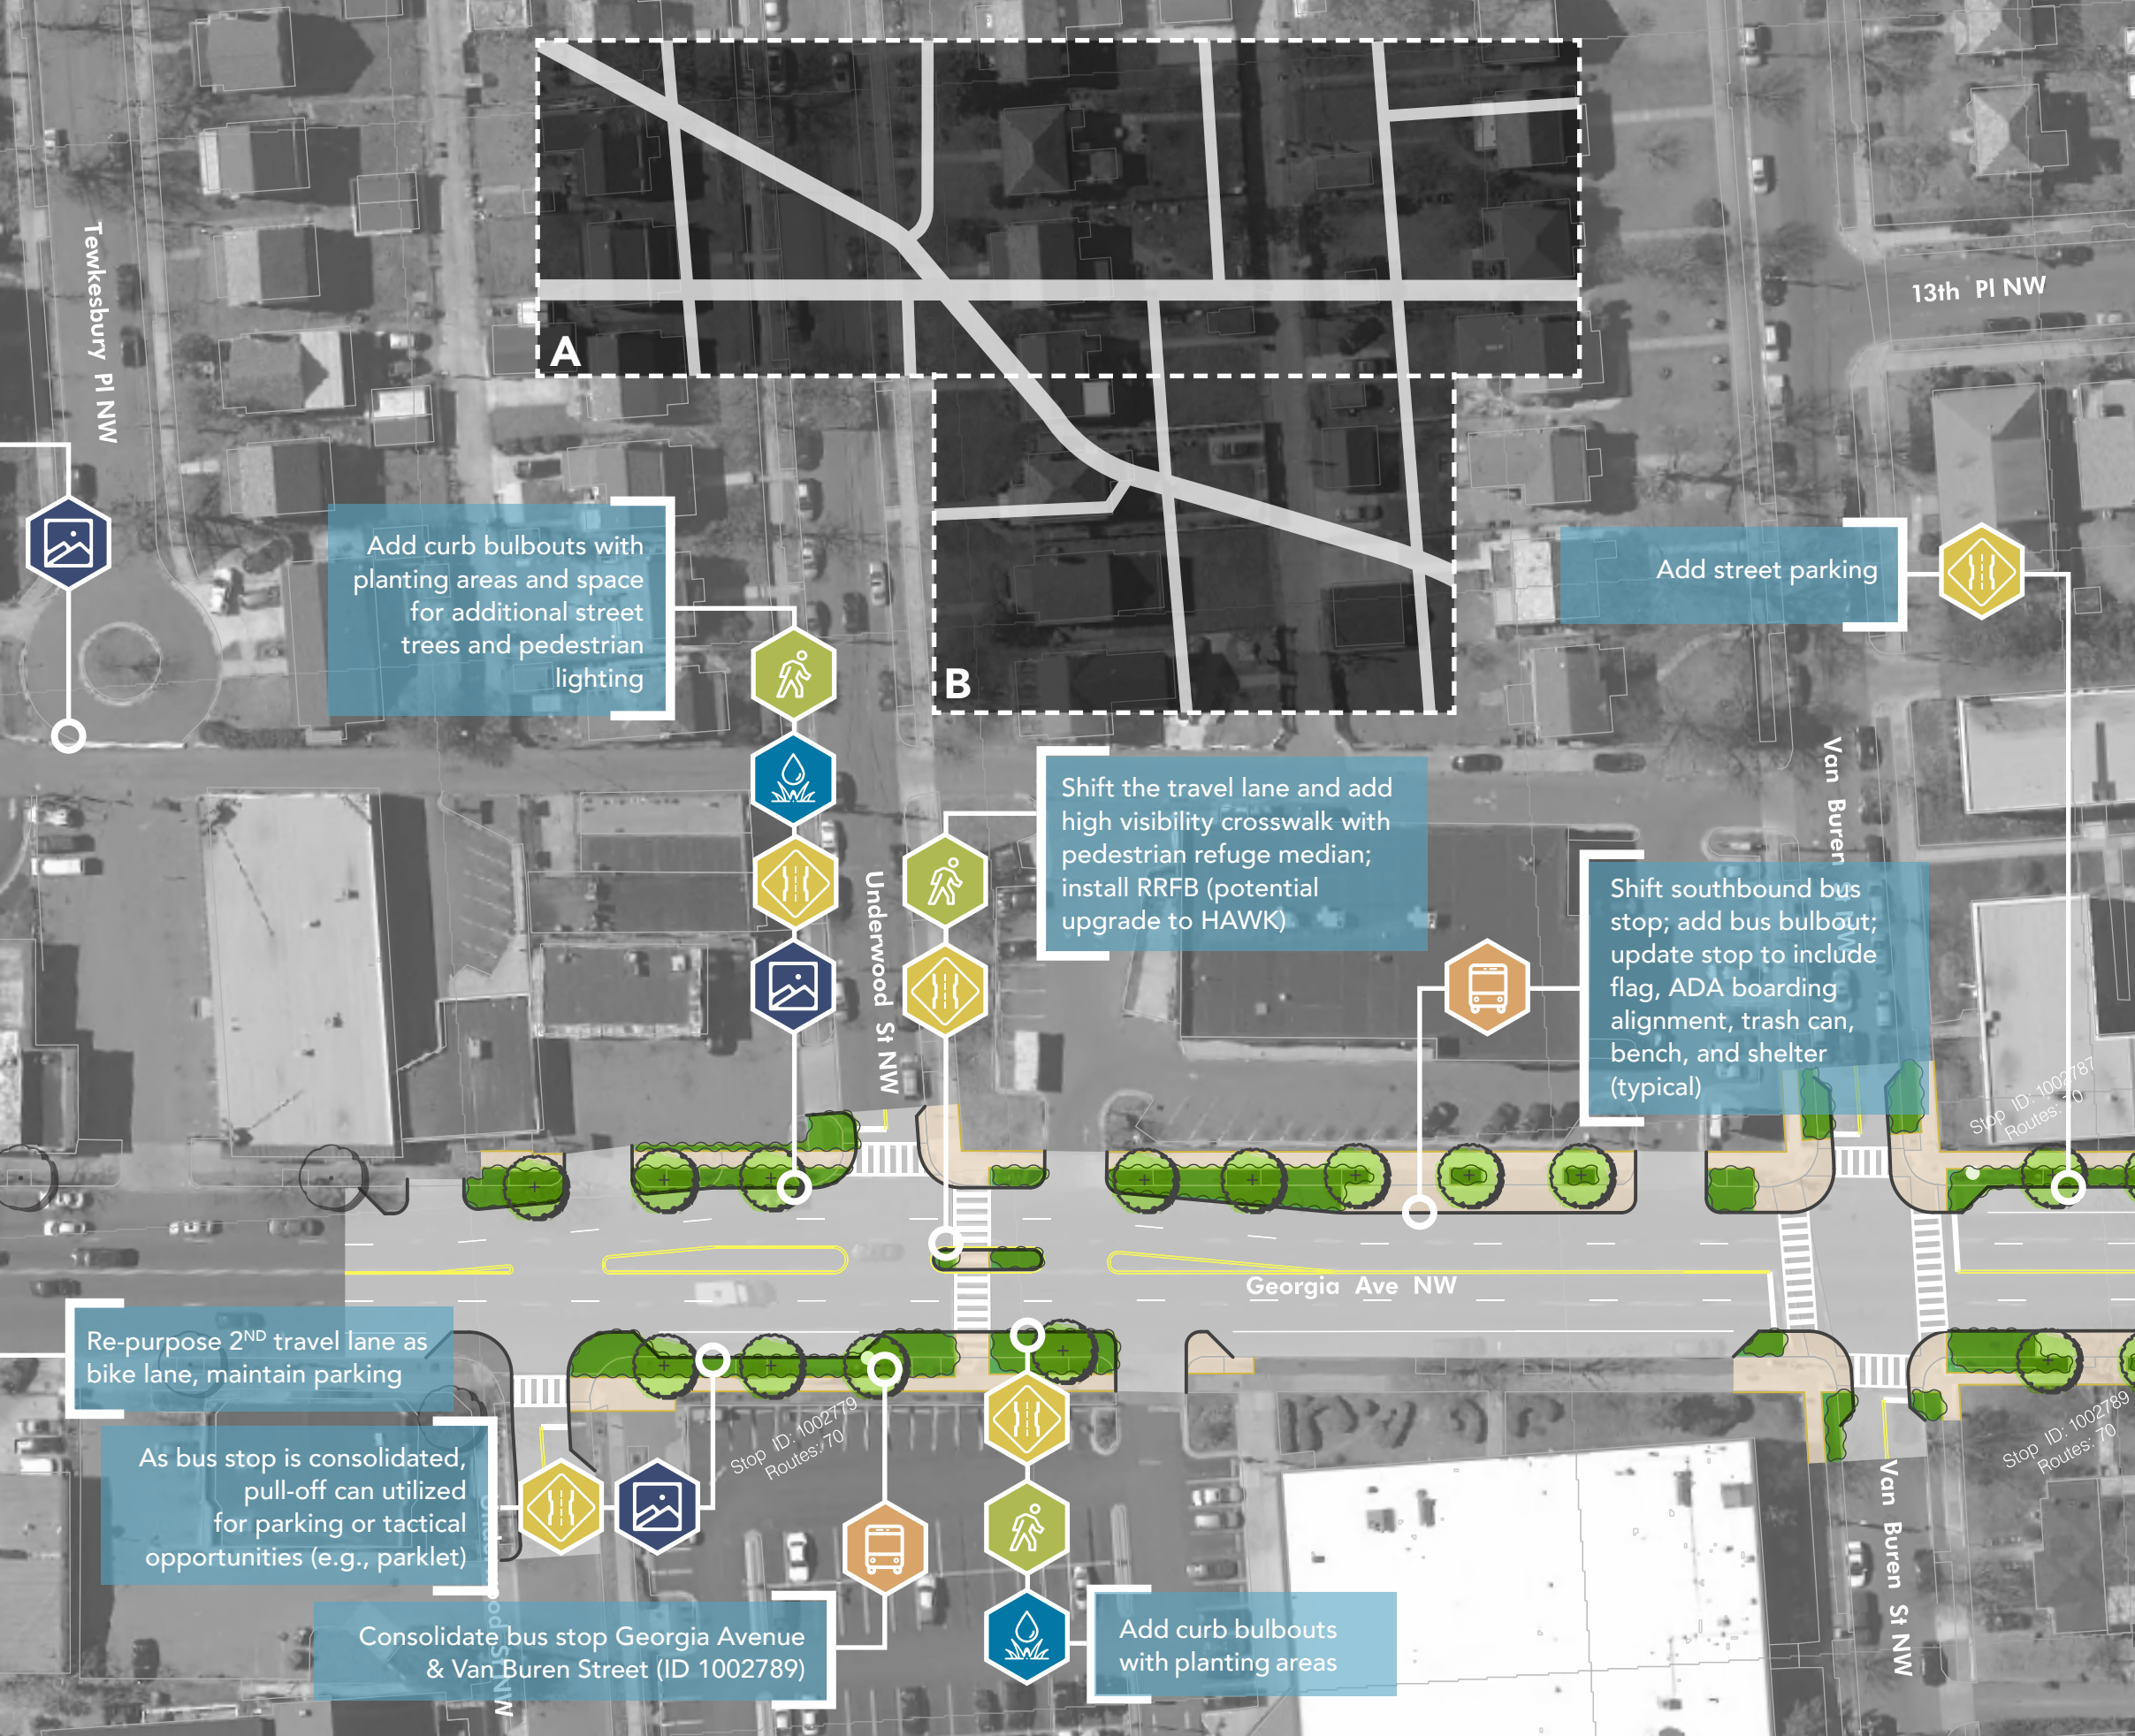 A
B
Tewkesbury Pl NW
13th Pl NW
Add curb bulbouts with
planting areas and space
for additional street
trees and pedestrian
lighting
Add street parking
Shift the travel lane and add
high visibility crosswalk with
pedestrian refuge median;
install RRFB (potential
upgrade to HAWK)
Van Buren St NW
Underwood St NW
Shift southbound bus
stop; add bus bulbout;
update stop to include
flag, ADA boarding
alignment, trash can,
bench, and shelter
(typical)
Stop ID: 1002787
Routes: 70
Georgia Ave NW
Re-purpose 2ND travel lane as
bike lane, maintain parking
As bus stop is consolidated,
pull-off can utilized
for parking or tactical
opportunities (e.g., parklet)
Stop ID: 1002779
Routes: 70
Stop ID: 1002789
Routes: 70
Underwood St NW
Van Buren St NW
Consolidate bus stop Georgia Avenue
& Van Buren Street (ID 1002789)
Add curb bulbouts
with planting areas